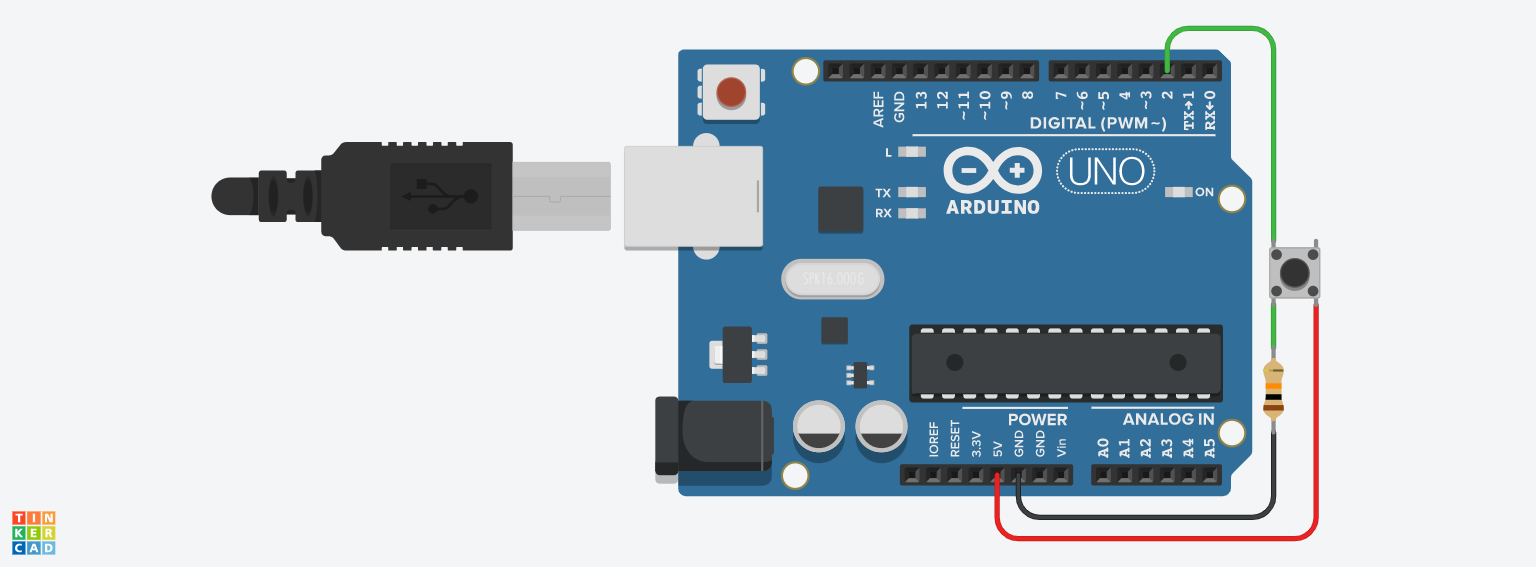 AREF
GND
13
12
~11
~10
~9
8
7
~6
~5
4
~3
2
TX→1
RX←0
DIGITAL (PWM~)
L
TX
RX
ARDUINO
UNO
ON
SPK16.000G
POWER
ANALOG IN
IOREF
RESET
3.3V
5V
GND
GND
Vin
A0
A1
A2
A3
A4
A5
TIN
KER
CAD